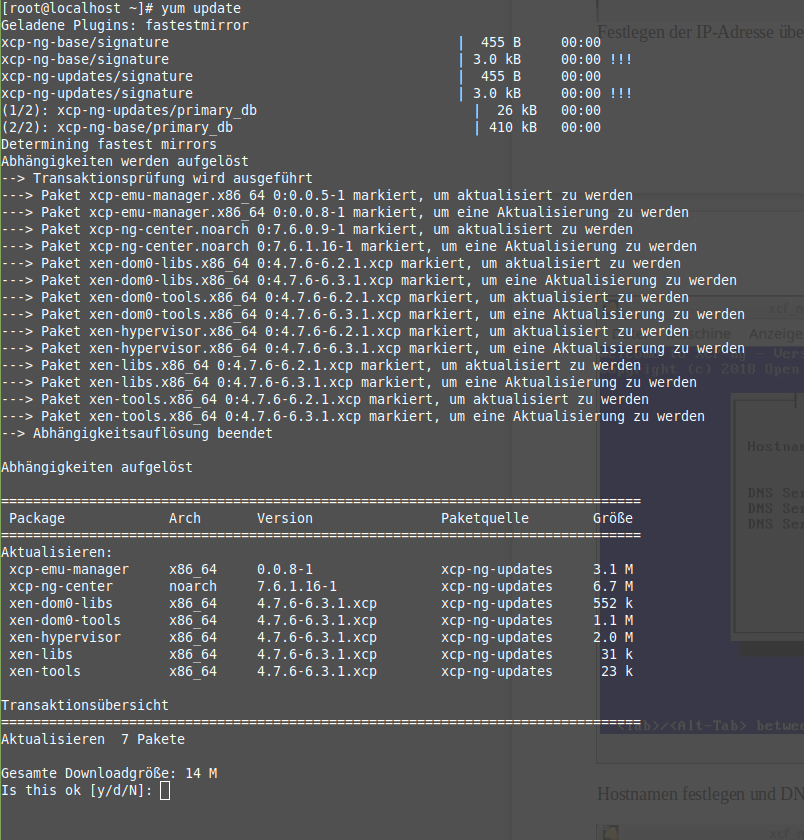 [root@localhost ~]# yum update
Geladene Plugins: fastestmirror
xcp-ng-base/signature | 455 B 00:00
xcp-ng-base/signature | 3.0 kB 00:00 !!!
xcp-ng-updates/signature | 455 B 00:00
xcp-ng-updates/signature | 3.0 kB 00:00 !!!
(1/2): xcp-ng-updates/primary_db | 26 kB 00:00
(2/2): xcp-ng-base/primary_db | 410 kB 00:00
Determining fastest mirrors
Abhängigkeiten werden aufgelöst
--> Transaktionsprüfung wird ausgeführt
---> Paket xcp-emu-manager.x86_64 0:0.0.5-1 markiert, um aktualisiert zu werden
---> Paket xcp-emu-manager.x86_64 0:0.0.8-1 markiert, um eine Aktualisierung zu werden
---> Paket xcp-ng-center.noarch 0:7.6.0.9-1 markiert, um aktualisiert zu werden
---> Paket xcp-ng-center.noarch 0:7.6.1.16-1 markiert, um eine Aktualisierung zu werden
---> Paket xen-dom0-libs.x86_64 0:4.7.6-6.2.1.xcp markiert, um aktualisiert zu werden
---> Paket xen-dom0-libs.x86_64 0:4.7.6-6.3.1.xcp markiert, um eine Aktualisierung zu werden
---> Paket xen-dom0-tools.x86_64 0:4.7.6-6.2.1.xcp markiert, um aktualisiert zu werden
---> Paket xen-dom0-tools.x86_64 0:4.7.6-6.3.1.xcp markiert, um eine Aktualisierung zu werden
---> Paket xen-hypervisor.x86_64 0:4.7.6-6.2.1.xcp markiert, um aktualisiert zu werden
---> Paket xen-hypervisor.x86_64 0:4.7.6-6.3.1.xcp markiert, um eine Aktualisierung zu werden
---> Paket xen-libs.x86_64 0:4.7.6-6.2.1.xcp markiert, um aktualisiert zu werden
---> Paket xen-libs.x86_64 0:4.7.6-6.3.1.xcp markiert, um eine Aktualisierung zu werden
---> Paket xen-tools.x86_64 0:4.7.6-6.2.1.xcp markiert, um aktualisiert zu werden
---> Paket xen-tools.x86_64 0:4.7.6-6.3.1.xcp markiert, um eine Aktualisierung zu werden
--> Abhängigkeitsauflösung beendet
Abhängigkeiten aufgelöst
================================================================================
Package Arch Version Paketquelle Größe
================================================================================
Aktualisieren:
xcp-emu-manager x86_64 0.0.8-1 xcp-ng-updates 3.1 M
xcp-ng-center noarch 7.6.1.16-1 xcp-ng-updates 6.7 M
xen-dom0-libs x86_64 4.7.6-6.3.1.xcp xcp-ng-updates 552 k
xen-dom0-tools x86_64 4.7.6-6.3.1.xcp xcp-ng-updates 1.1 M
xen-hypervisor x86_64 4.7.6-6.3.1.xcp xcp-ng-updates 2.0 M
xen-libs x86_64 4.7.6-6.3.1.xcp xcp-ng-updates 31 k
xen-tools x86_64 4.7.6-6.3.1.xcp xcp-ng-updates 23 k
Transaktionsübersicht
================================================================================
Aktualisieren 7 Pakete
Gesamte Downloadgröße: 14 M
Is this ok [y/d/N]:
Festlegen der IP-Adresse übe
Anzeige
(c) 2010 Open
Hostnam
DNS Se
DNS Se
DNS Se
<Tab>/<Alt-Tab> betwe
Hostnamen festlegen und DN